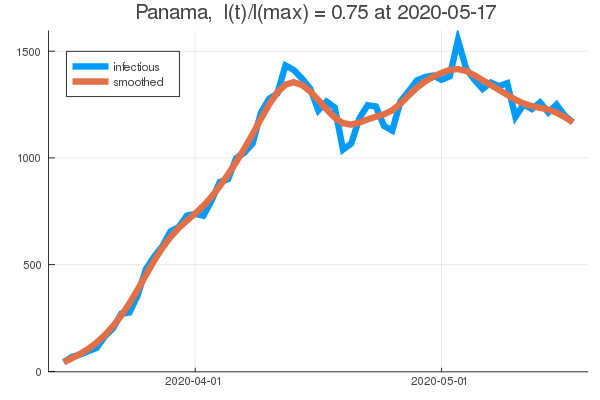 Panama,  I(t)/I(max) = 0.75 at 2020-05-17
1500
infectious
smoothed
1000
500
0
2020-04-01
2020-05-01